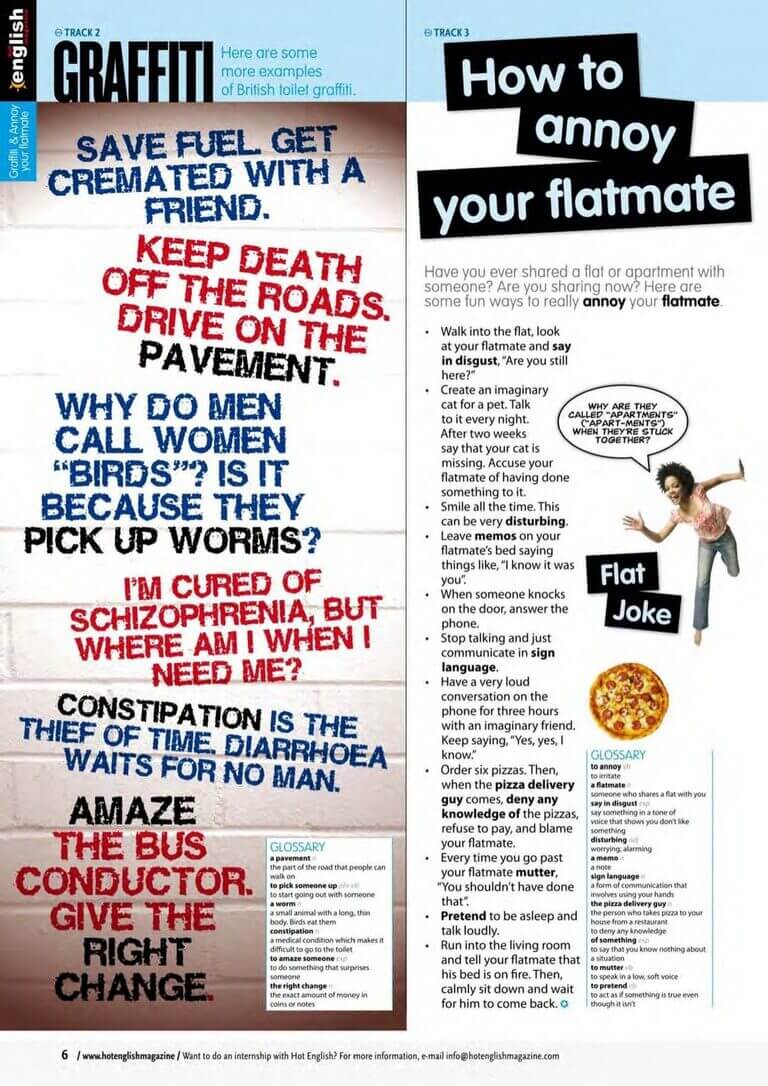 english
Graffiti & Annoy
your flatmate
TRACK 2
GRAFFITI
Here are some
more examples
of British toilet graffiti.
SAVE FUEL GET
CREMATED WITH A
FRIEND.
KEEP DEATH
OFF THE ROADS.
DRIVE ON THE
PAVEMENT.
WHY DO MEN
CALL WOMEN
“BIRDS”? IS IT
BECAUSE THEY
PICK UP WORMS?
I'M CURED OF
SCHIZOPHRENIA, BUT
WHERE AM I WHEN I
NEED ME?
CONSTIPATION IS THE
THIEF OF TIME. DIARRHOEA
WAITS FOR NO MAN.
AMAZE
THE BUS
CONDUCTOR.
GIVE THE
RIGHT
CHANGE.
GLOSSARY
a pavement n
the part of the road that people can
walk on
to pick someone up phr vb
to start going out with someone
a worm n
a small animal with a long, thin
body. Birds eat them
constipation n
a medical condition which makes it
difficult to go to the toilet
to amaze someone exp
to do something that surprises
someone
the right change n
the exact amount of money in
coins or notes
TRACK 3
How to
annoy
your flatmate
Have you ever shared a flat or apartment with
someone? Are you sharing now? Here are
some fun ways to really annoy your flatmate.
• Walk into the flat, look
at your flatmate and say
in disgust, “Are you still
here?”
• Create an imaginary
cat for a pet. Talk
to it every night.
After two weeks
say that your cat is
missing. Accuse your
flatmate of having done
something to it.
• Smile all the time. This
can be very disturbing.
• Leave memos on your
flatmate's bed saying
things like, “I know it was
you”.
• When someone knocks
on the door, answer the
phone.
• Stop talking and just
communicate in sign
language.
• Have a very loud
conversation on the
phone for three hours
with an imaginary friend.
Keep saying, “Yes, yes, I
know.”
• Order six pizzas. Then,
when the pizza delivery
guy comes, deny any
knowledge of the pizzas,
refuse to pay, and blame
your flatmate.
• Every time you go past
your flatmate mutter,
“You shouldn't have done
that”.
• Pretend to be asleep and
talk loudly.
• Run into the living room
and tell your flatmate that
his bed is on fire. Then,
calmly sit down and wait
for him to come back.
WHY ARE THEY
CALLED “APARTMENTS”
(“APART-MENTS”)
WHEN THEY'RE STUCK
TOGETHER?
Flat
Joke
GLOSSARY
to annoy vb
to irritate
a flatmate n
someone who shares a flat with you
say in disgust exp
say something in a tone of
voice that shows you don't like
something
disturbing adj
worrying; alarming
a memo n
a note
sign language n
a form of communication that
involves using your hands
the pizza delivery guy n
the person who takes pizza to your
house from a restaurant
to deny any knowledge
of something exp
to say that you know nothing about
a situation
to mutter vb
to speak in a low, soft voice
to pretend vb
to act as if something is true even
though it isn't
6 / www.hotenglishmagazine / Want to do an internship with Hot English? For more information, e-mail info@hotenglishmagazine.com